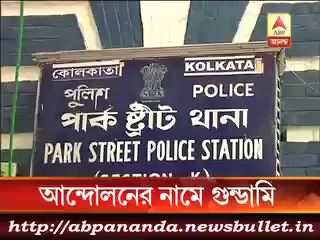 কোলকাতা KOLKATA
abp
আনন্দ
পুলিশ POLICE
পার্ক ষ্ট্রীট থানা
PARK STREET POLICE STATION
(SECTION - K)
আন্দোলনের নামে গুন্ডামি
http://abpananda.newsbullet.in